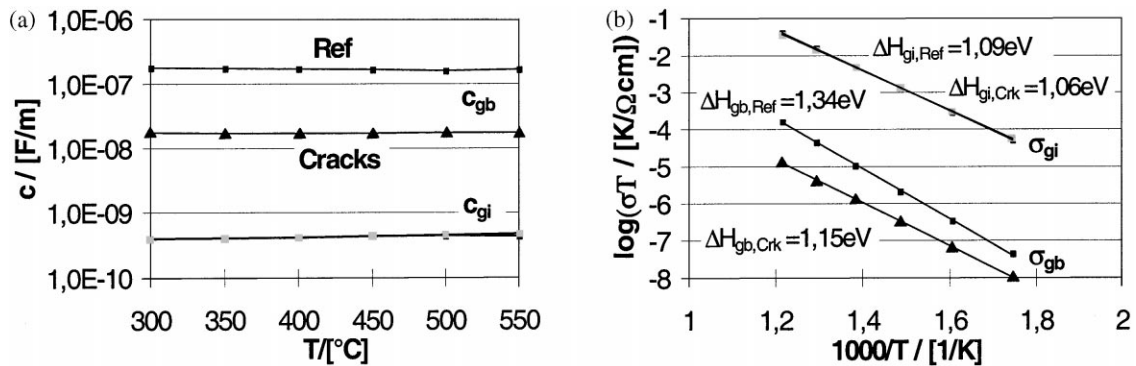 (a)
1,0E-06
1,0E-07
1,0E-08
1,0E-09
1,0E-10
c / [F/m]
Ref
c_gb
Cracks
c_gi
300 350 400 450 500 550
T/[°C]
(b)
-1
-2
-3
-4
-5
-6
-7
-8
log(σT / [K/Ωcm])
ΔH_gi,Ref=1,09eV
ΔH_gi,Crk=1,06eV
ΔH_gb,Ref=1,34eV
σ_gi
ΔH_gb,Crk=1,15eV
σ_gb
1 1,2 1,4 1,6 1,8 2
1000/T / [1/K]